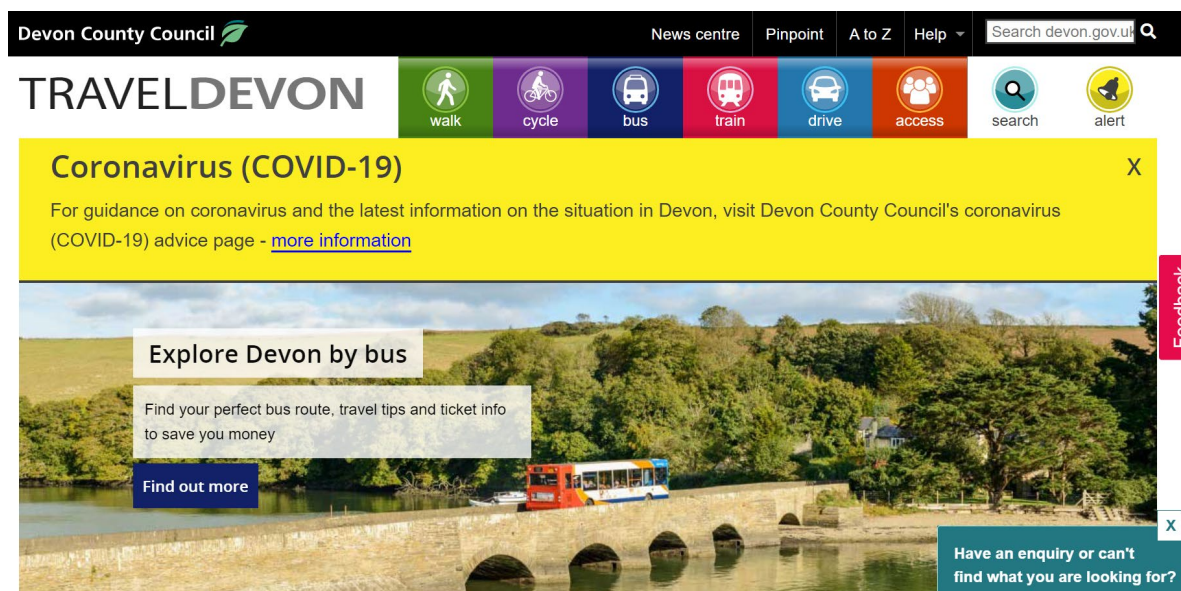 Devon County Council
News centre
Pinpoint
A to Z
Help
Search devon.gov.uk
TRAVELDEVON
walk
cycle
bus
train
drive
access
search
alert
Coronavirus (COVID-19)
X
For guidance on coronavirus and the latest information on the situation in Devon, visit Devon County Council's coronavirus
(COVID-19) advice page - more information
Feedback
Explore Devon by bus
Find your perfect bus route, travel tips and ticket info
to save you money
Find out more
X
Have an enquiry or can't
find what you are looking for?